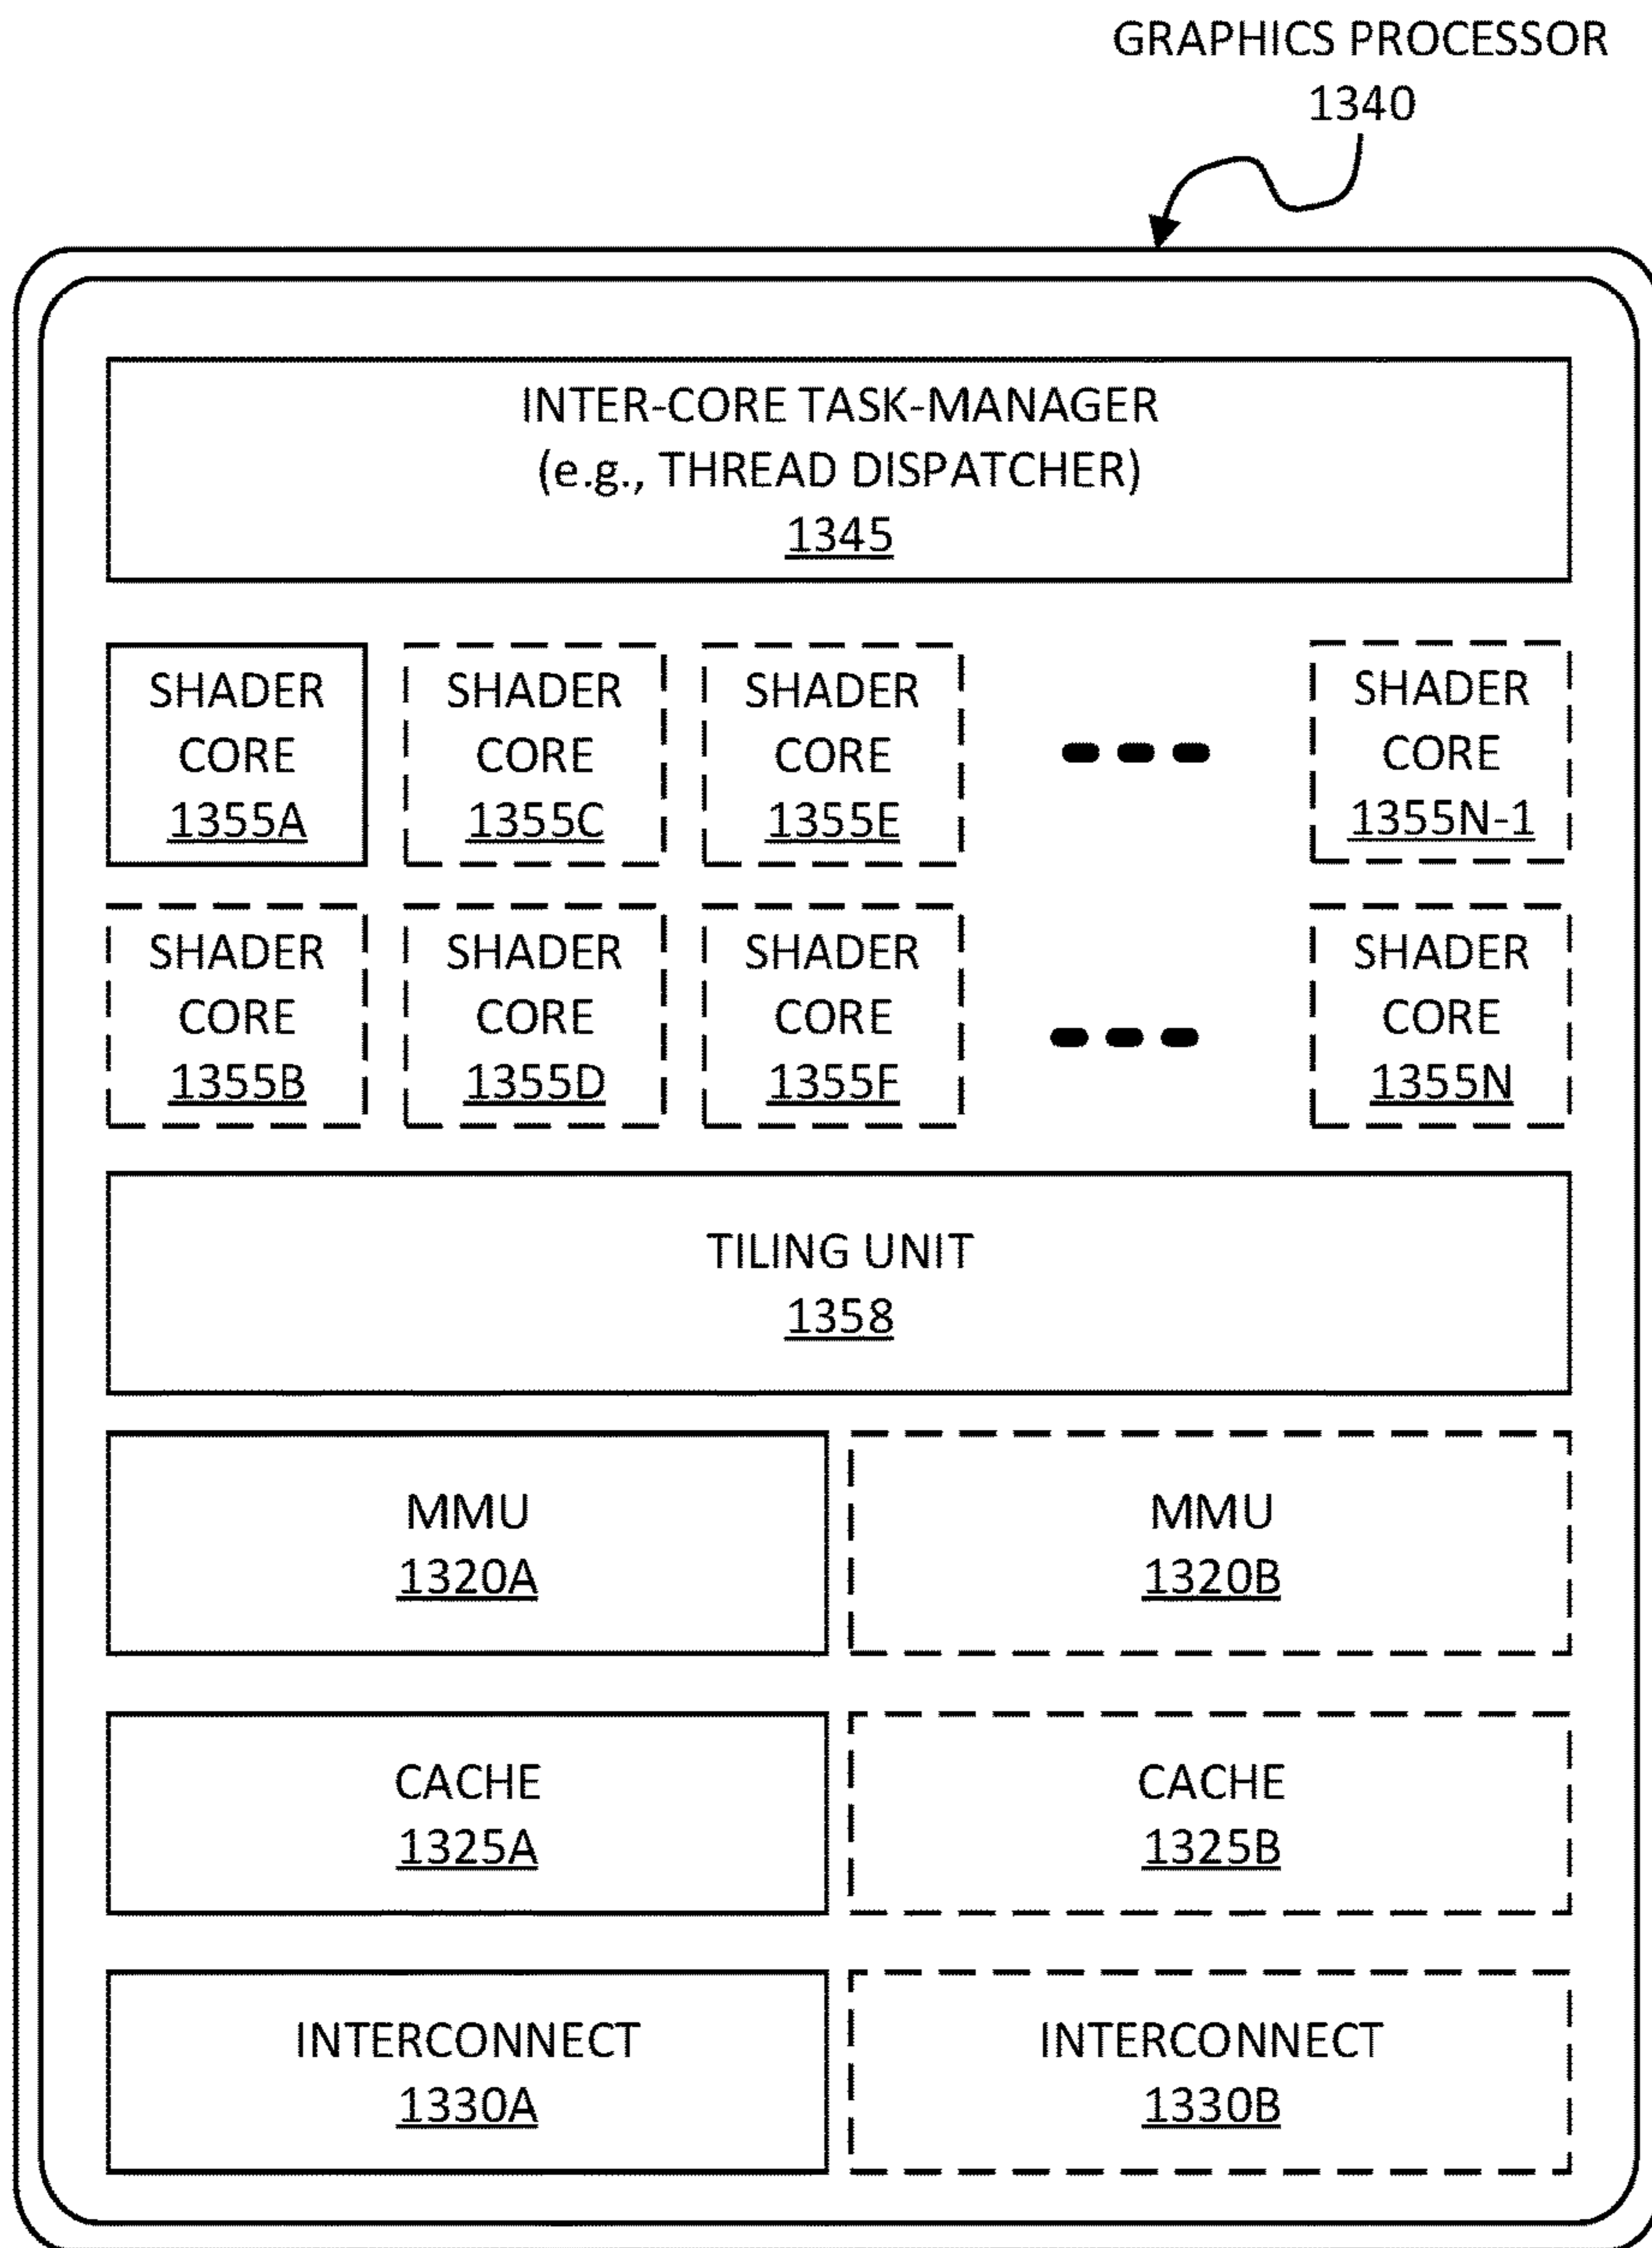 GRAPHICS PROCESSOR
1340
INTER-CORE TASK-MANAGER
(e.g., THREAD DISPATCHER)
1345
SHADER
CORE
1355A
SHADER
CORE
1355C
SHADER
CORE
1355E
SHADER
CORE
1355N-1
SHADER
CORE
1355B
SHADER
CORE
1355D
SHADER
CORE
1355F
SHADER
CORE
1355N
TILING UNIT
1358
MMU
1320A
MMU
1320B
CACHE
1325A
CACHE
1325B
INTERCONNECT
1330A
INTERCONNECT
1330B